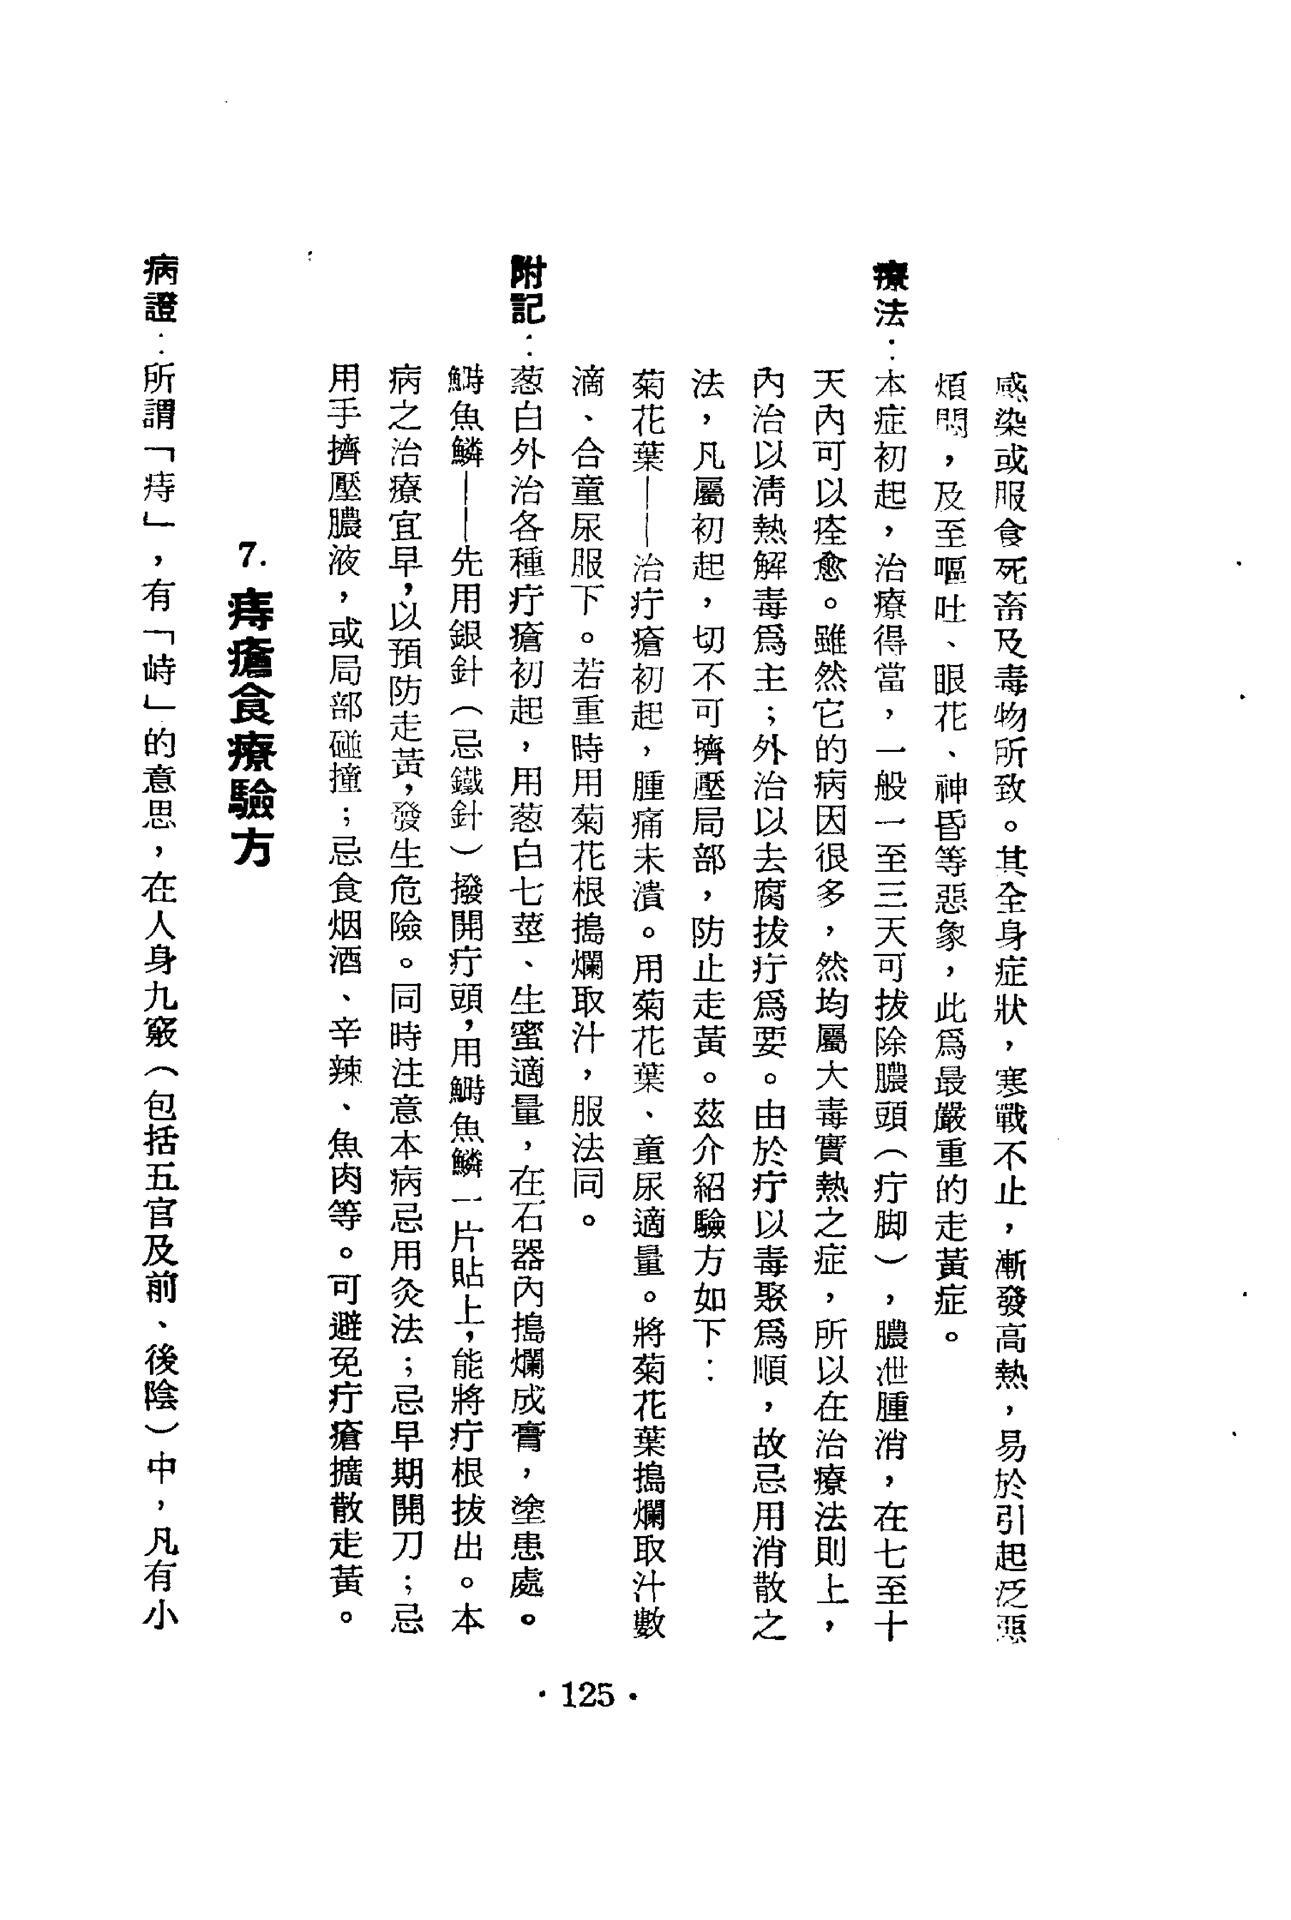 感染或服食死畜及毒物所致。其全身症狀，寒戰不止，漸發高熱，易於引起泛惡
煩悶，及至嘔吐、眼花、神昏等惡象，此爲最嚴重的走黃症。
療法：本症初起，治療得當，一般一至三天可拔除膿頭（疔脚），膿泄腫消，在七至十
天內可以痊愈。雖然它的病因很多，然均屬大毒實熱之症，所以在治療法則上，
內治以淸熱解毒爲主；外治以去腐拔疔爲要。由於疔以毒聚爲順，故忌用消散之
法，凡屬初起，切不可擠壓局部，防止走黃。茲介紹驗方如下：
菊花葉——治疔瘡初起，腫痛未潰。用菊花葉、童尿適量。將菊花葉搗爛取汁數
滴、合童尿服下。若重時用菊花根搗爛取汁，服法同。
附記：葱白外治各種疔瘡初起，用葱白七莖、生蜜適量，在石器內搗爛成膏，塗患處。
鰣魚鱗——先用銀針（忌鐵針）撥開疔頭，用鰣魚鱗一片貼上，能將疔根拔出。本
病之治療宜早，以預防走黃，發生危險。同時注意本病忌用灸法；忌早期開刀；忌
用手擠壓膿液，或局部碰撞；忌食烟酒、辛辣、魚肉等。可避免疔瘡擴散走黃。
7. 痔瘡食療驗方
病證：所謂「痔」，有「峙」的意思，在人身九竅（包括五官及前、後陰）中，凡有小
·125·